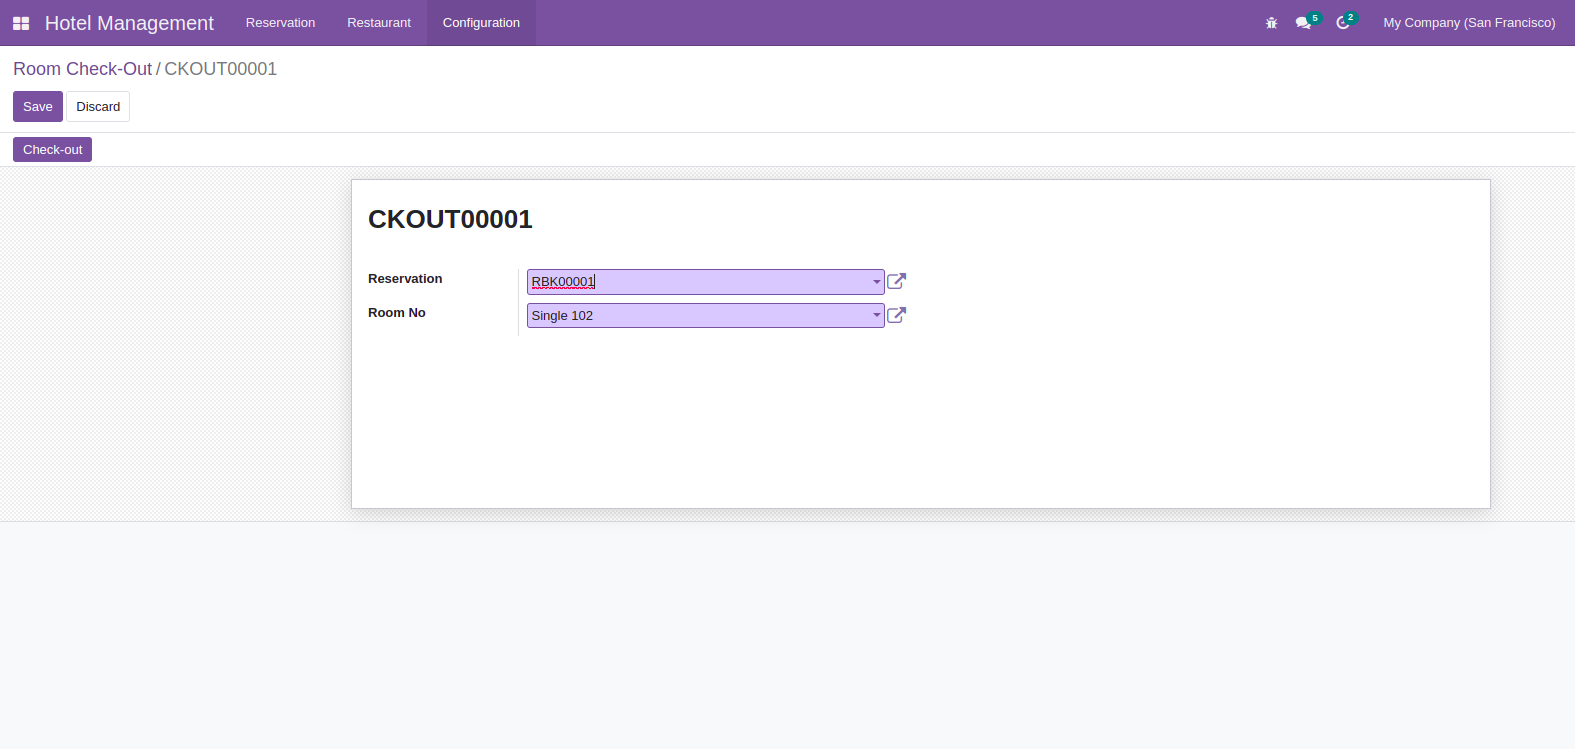 Hotel Management Reservation Restaurant Configuration 5 2 My Company (San Francisco)
Room Check-Out / CKOUT00001
Save Discard
Check-out
CKOUT00001
Reservation RBK00001
Room No Single 102